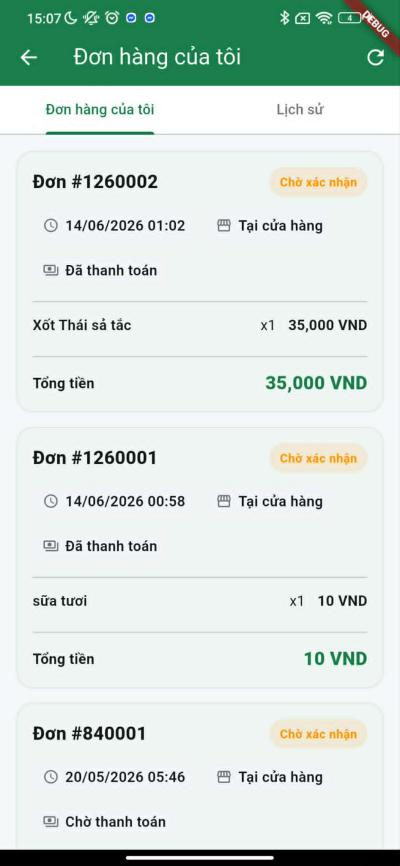 15:07
4
DEBUG
Đơn hàng của tôi
Đơn hàng của tôi
Lịch sử
Đơn #1260002
Chờ xác nhận
14/06/2026 01:02
Tại cửa hàng
Đã thanh toán
Xốt Thái sả tắc x1 35,000 VND
Tổng tiền 35,000 VND
Đơn #1260001
Chờ xác nhận
14/06/2026 00:58
Tại cửa hàng
Đã thanh toán
sữa tươi x1 10 VND
Tổng tiền 10 VND
Đơn #840001
Chờ xác nhận
20/05/2026 05:46
Tại cửa hàng
Chờ thanh toán